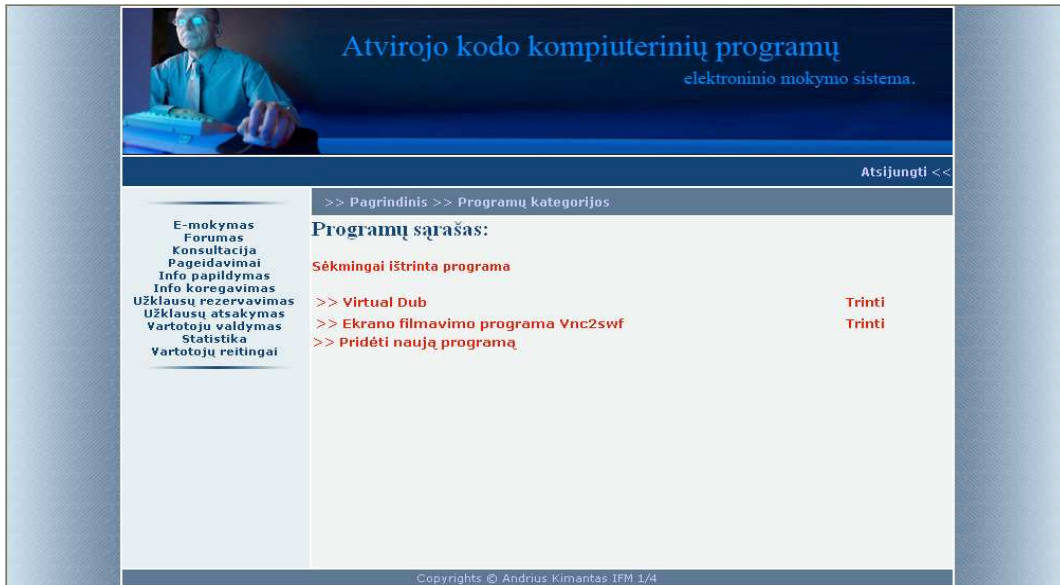 Atvirojo kodo kompiuterinių programų
elektroninio mokymo sistema.
Atsijungti <<
>> Pagrindinis >> Programų kategorijos
E-mokymas
Forumas
Konsultacija
Pageidavimai
Info papildymas
Info koregavimas
Užklausų rezervavimas
Užklausų atsakymas
Vartotoju valdymas
Statistika
Vartotojų reitingai
Programų sąrašas:
Sėkmingai ištrinta programa
>> Virtual Dub Trinti
>> Ekrano filmavimo programa Vnc2swf Trinti
>> Pridėti naują programą
Copyrights © Andrius Kimantas IFM 1/4